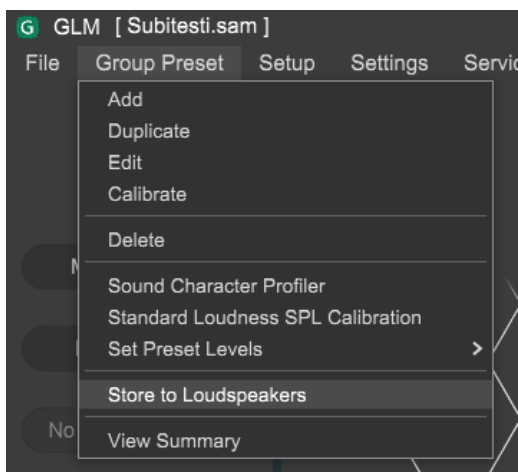 G GLM [ Subitesti.sam ]
File Group Preset Setup Settings
Add
Duplicate
Edit
Calibrate
Delete
Sound Character Profiler
Standard Loudness SPL Calibration
Set Preset Levels >
Store to Loudspeakers
No
View Summary